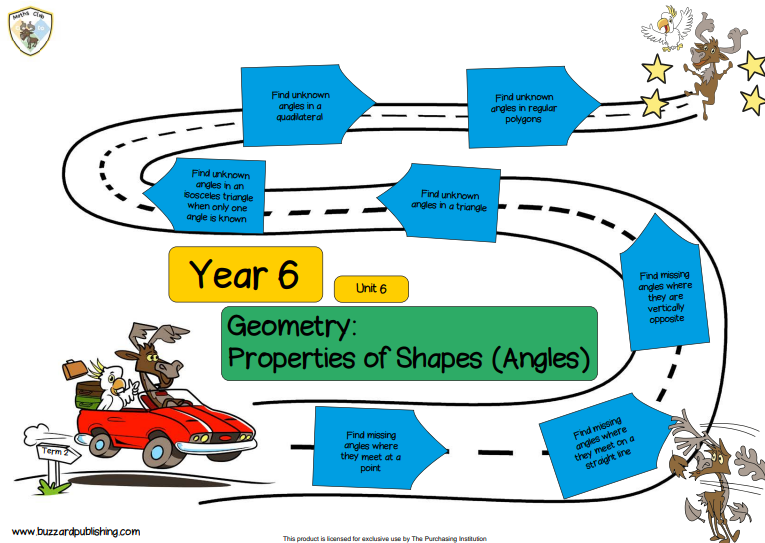 Maths Club
Find unknown
angles in a
quadilateral
Find unknown
angles in regular
polygons
Find unknown
angles in an
isosceles triangle
when only one
angle is known
Find unknown
angles in a triangle
Year 6
Unit 6
Find missing
angles where
they are
vertically
opposite
Geometry:
Properties of Shapes (Angles)
Find missing
angles where
they meet at a
point
Find missing
angles where
they meet on a
straight line
Term 2
www.buzzardpublishing.com
This product is licensed for exclusive use by The Purchasing Institution